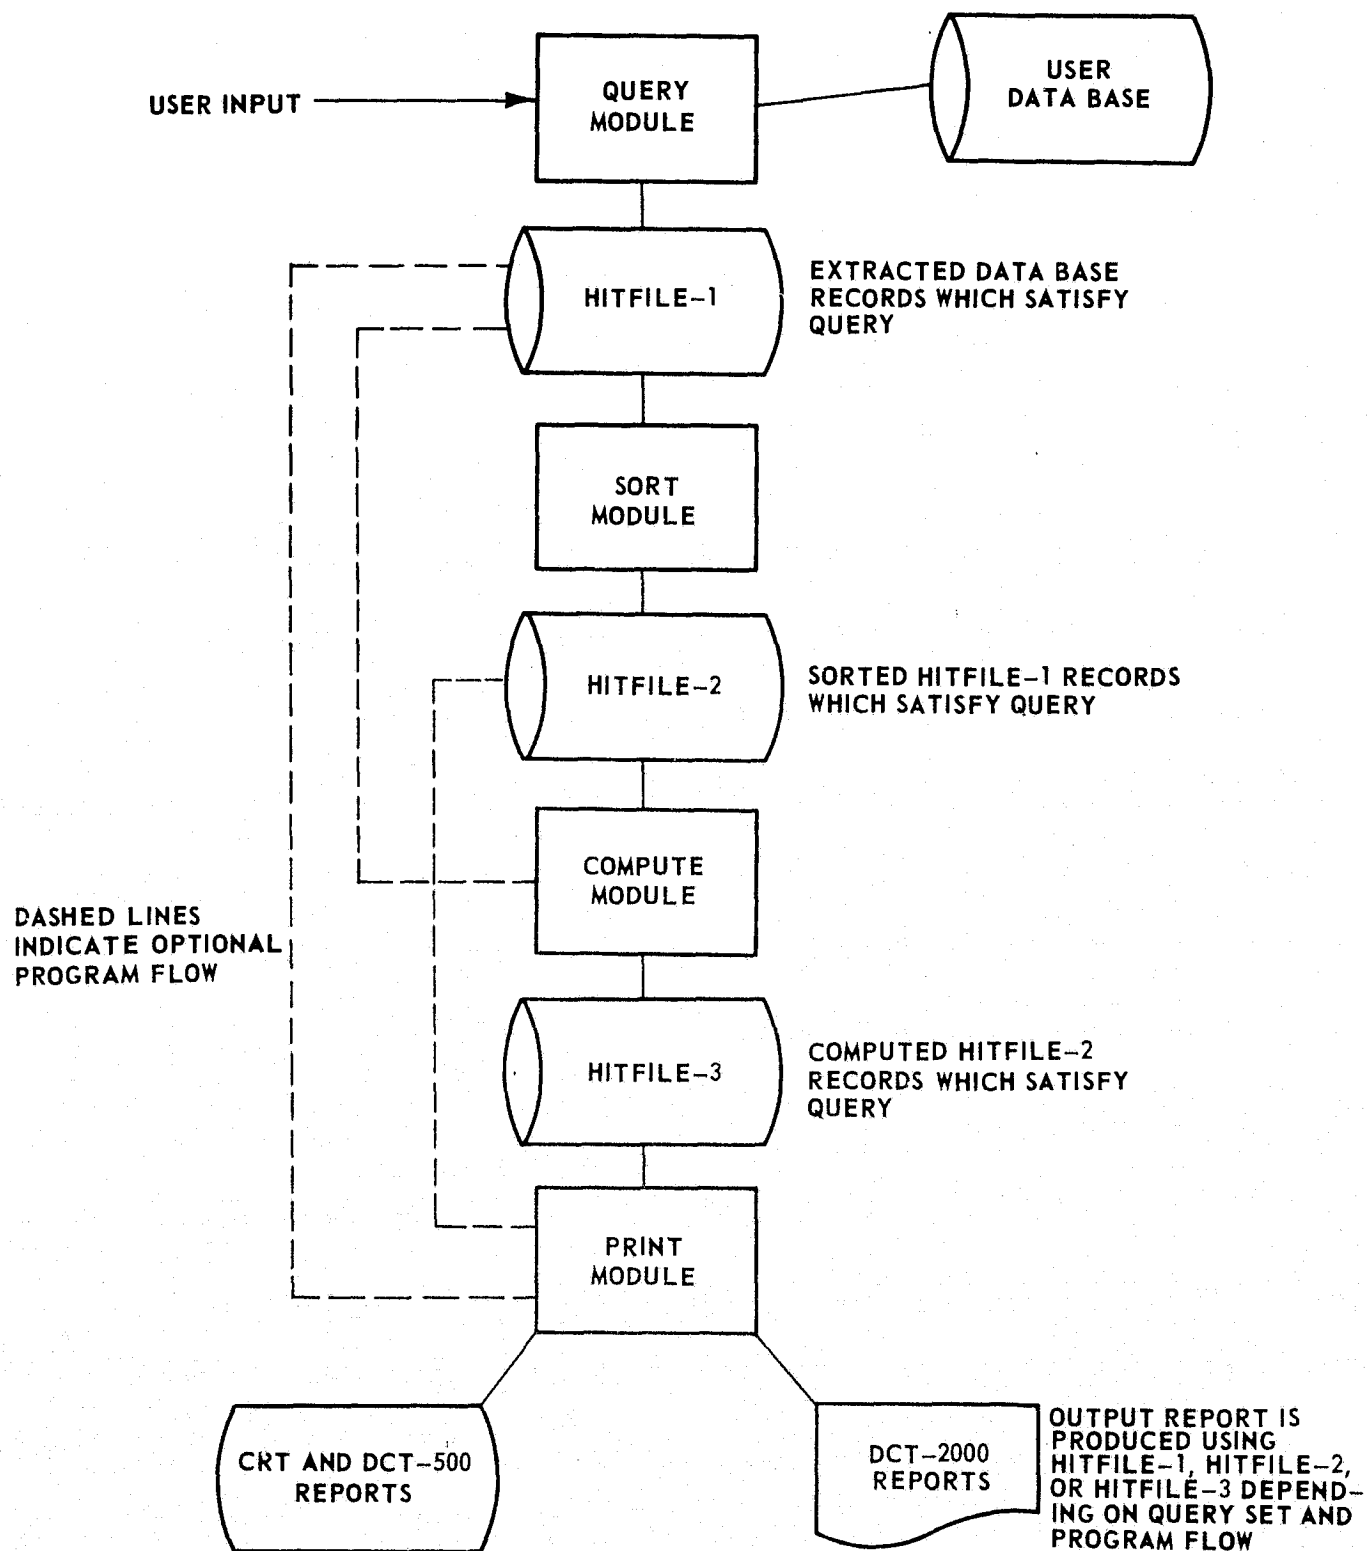 USER INPUT
QUERY
MODULE
USER
DATA BASE
HITFILE-1
EXTRACTED DATA BASE
RECORDS WHICH SATISFY
QUERY
SORT
MODULE
HITFILE-2
SORTED HITFILE-1 RECORDS
WHICH SATISFY QUERY
COMPUTE
MODULE
DASHED LINES
INDICATE OPTIONAL
PROGRAM FLOW
HITFILE-3
COMPUTED HITFILE-2
RECORDS WHICH SATISFY
QUERY
PRINT
MODULE
CRT AND DCT-500
REPORTS
DCT-2000
REPORTS
OUTPUT REPORT IS
PRODUCED USING
HITFILE-1, HITFILE-2,
OR HITFILE-3 DEPEND-
ING ON QUERY SET AND
PROGRAM FLOW